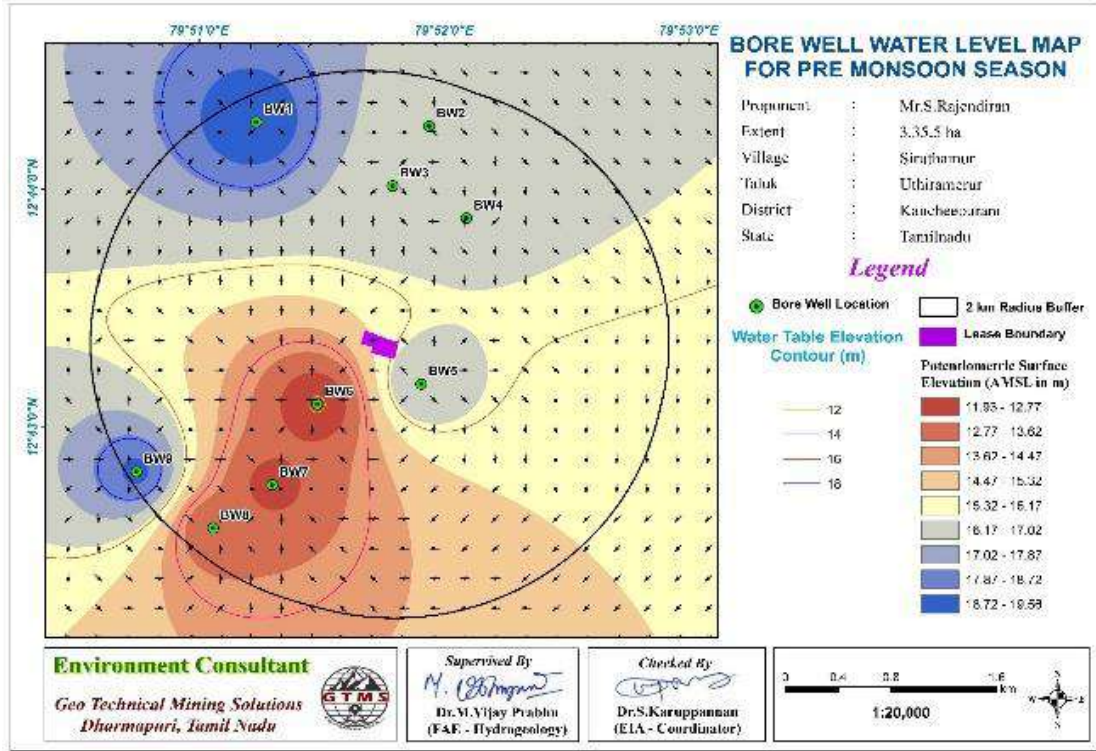 79°51'0"E
79°52'0"E
79°53'0"E
12°44'0"N
12°43'0"N
BW1
BW2
BW3
BW4
BW5
BW6
BW7
BW8
BW9
BORE WELL WATER LEVEL MAP
FOR PRE MONSOON SEASON
Proponent : Mr.S.Rajendiran
Extent : 3.35.5 ha
Village :
Taluk :
District :
State : Tamilnadu
Legend
Bore Well Location
2 km Radius Buffer
Water Table Elevation
Contour (m)
Lease Boundary
12
14
16
18
Potentiometric Surface
Elevation (AMSL in m)
11.93 - 12.77
12.77 - 13.62
13.62 - 14.47
14.47 - 15.32
15.32 - 16.17
16.17 - 17.02
17.02 - 17.87
17.87 - 18.72
18.72 - 19.58
Environment Consultant
Geo Technical Mining Solutions
Dharmapuri, Tamil Nadu
GTMS
Supervised By
Dr.M.Vijay Prabhu
(FAE - Hydrogeology)
Checked By
Dr.S.Karuppannan
(EIA - Coordinator)
0 0.4 0.8 1.6
km
1:20,000
N
W E
S